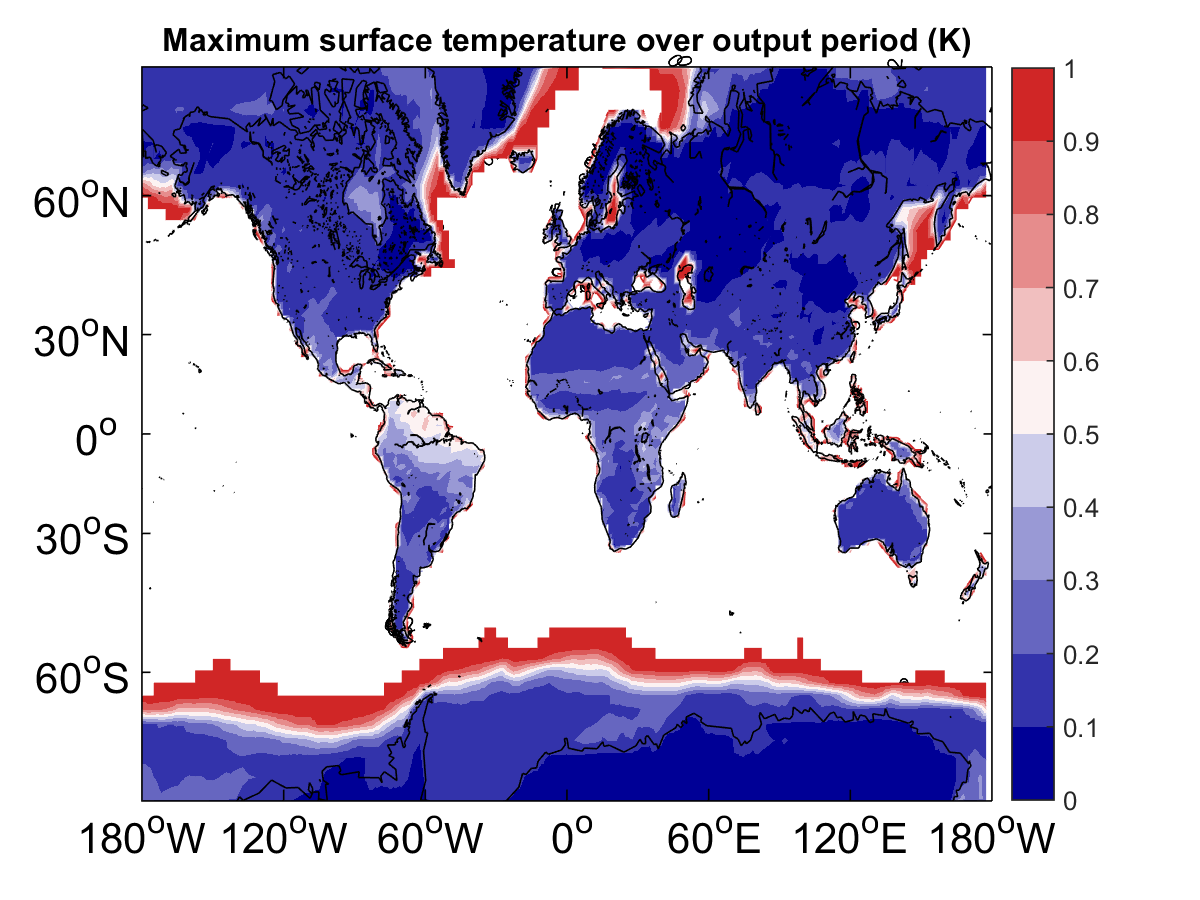 Maximum surface temperature over output period (K)
1
0.9
0.8
0.7
0.6
0.5
0.4
0.3
0.2
0.1
0
60°N
30°N
0°
30°S
60°S
180°W 120°W 60°W 0° 60°E 120°E 180°W